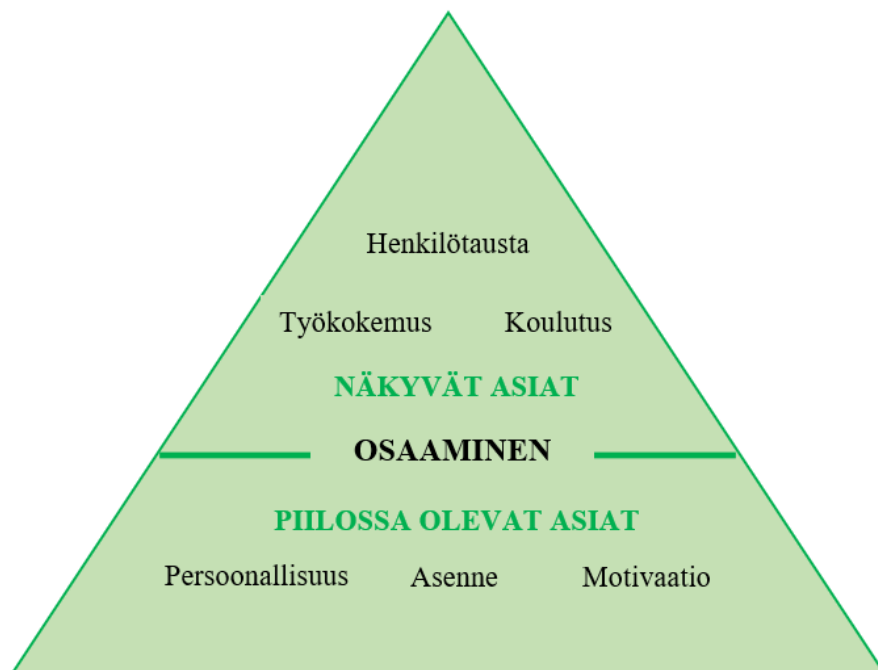 Henkilötausta
Työkokemus Koulutus
NÄKYVÄT ASIAT
OSAAMINEN
PIILOSSA OLEVAT ASIAT
Persoonallisuus Asenne Motivaatio